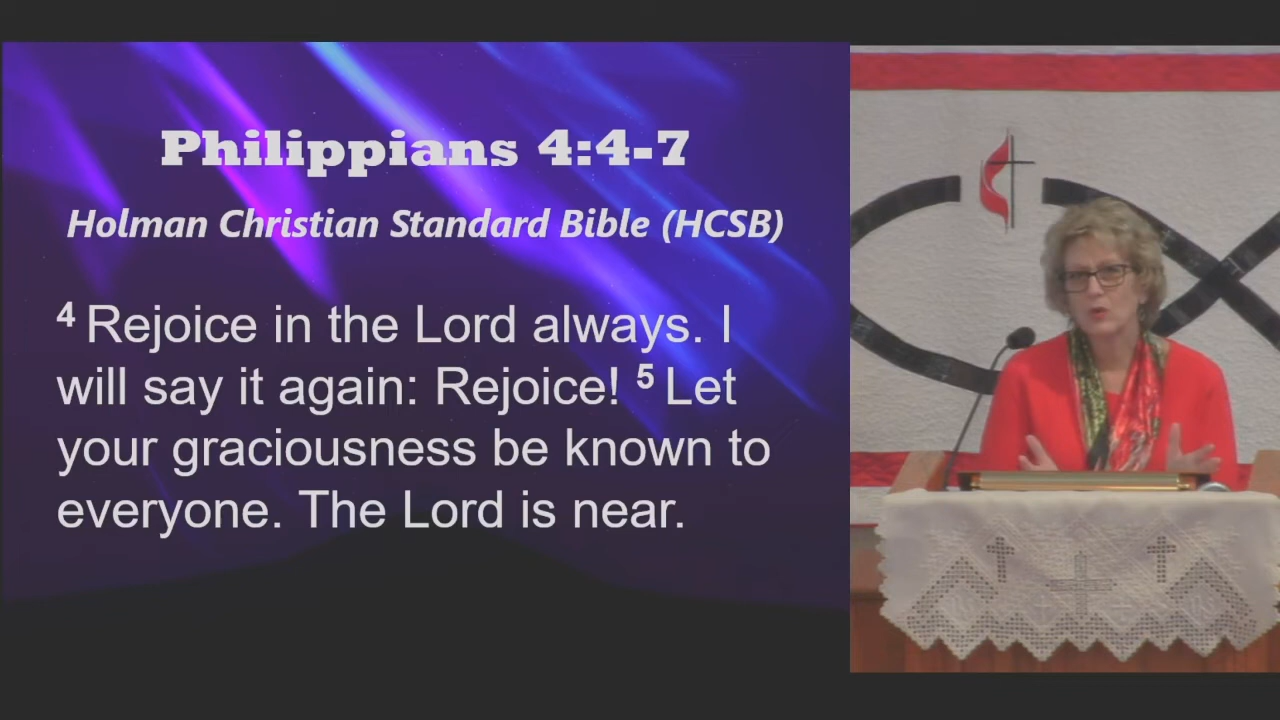 Philippians 4:4-7
Holman Christian Standard Bible (HCSB)
4 Rejoice in the Lord always. I
will say it again: Rejoice! 5 Let
your graciousness be known to
everyone. The Lord is near.